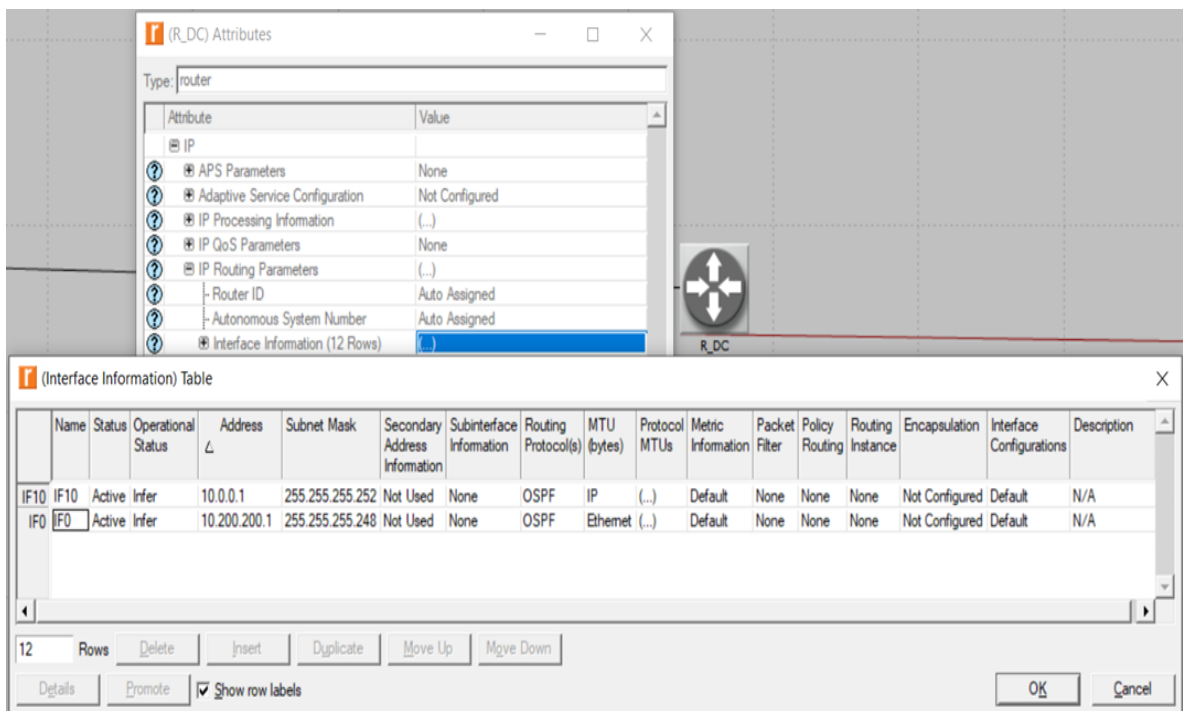 (R_DC) Attributes
Type: router
Attribute Value
IP
APS Parameters None
Adaptive Service Configuration Not Configured
IP Processing Information (...)
IP QoS Parameters None
IP Routing Parameters (...)
Router ID Auto Assigned
Autonomous System Number Auto Assigned
Interface Information (12 Rows) (...)
R_DC
(Interface Information) Table
Name Status Operational Status Address Subnet Mask Secondary Address Information Subinterface Information Routing Protocol(s) MTU (bytes) Protocol MTUs Metric Information Packet Filter Policy Routing Routing Instance Encapsulation Interface Configurations Description
IF10 IF10 Active Infer 10.0.0.1 255.255.255.252 Not Used None OSPF IP (...) Default None None None Not Configured Default N/A
IF0 IF0 Active Infer 10.200.200.1 255.255.255.248 Not Used None OSPF Ethernet (...) Default None None None Not Configured Default N/A
12 Rows Delete Insert Duplicate Move Up Move Down
Details Promote Show row labels OK Cancel